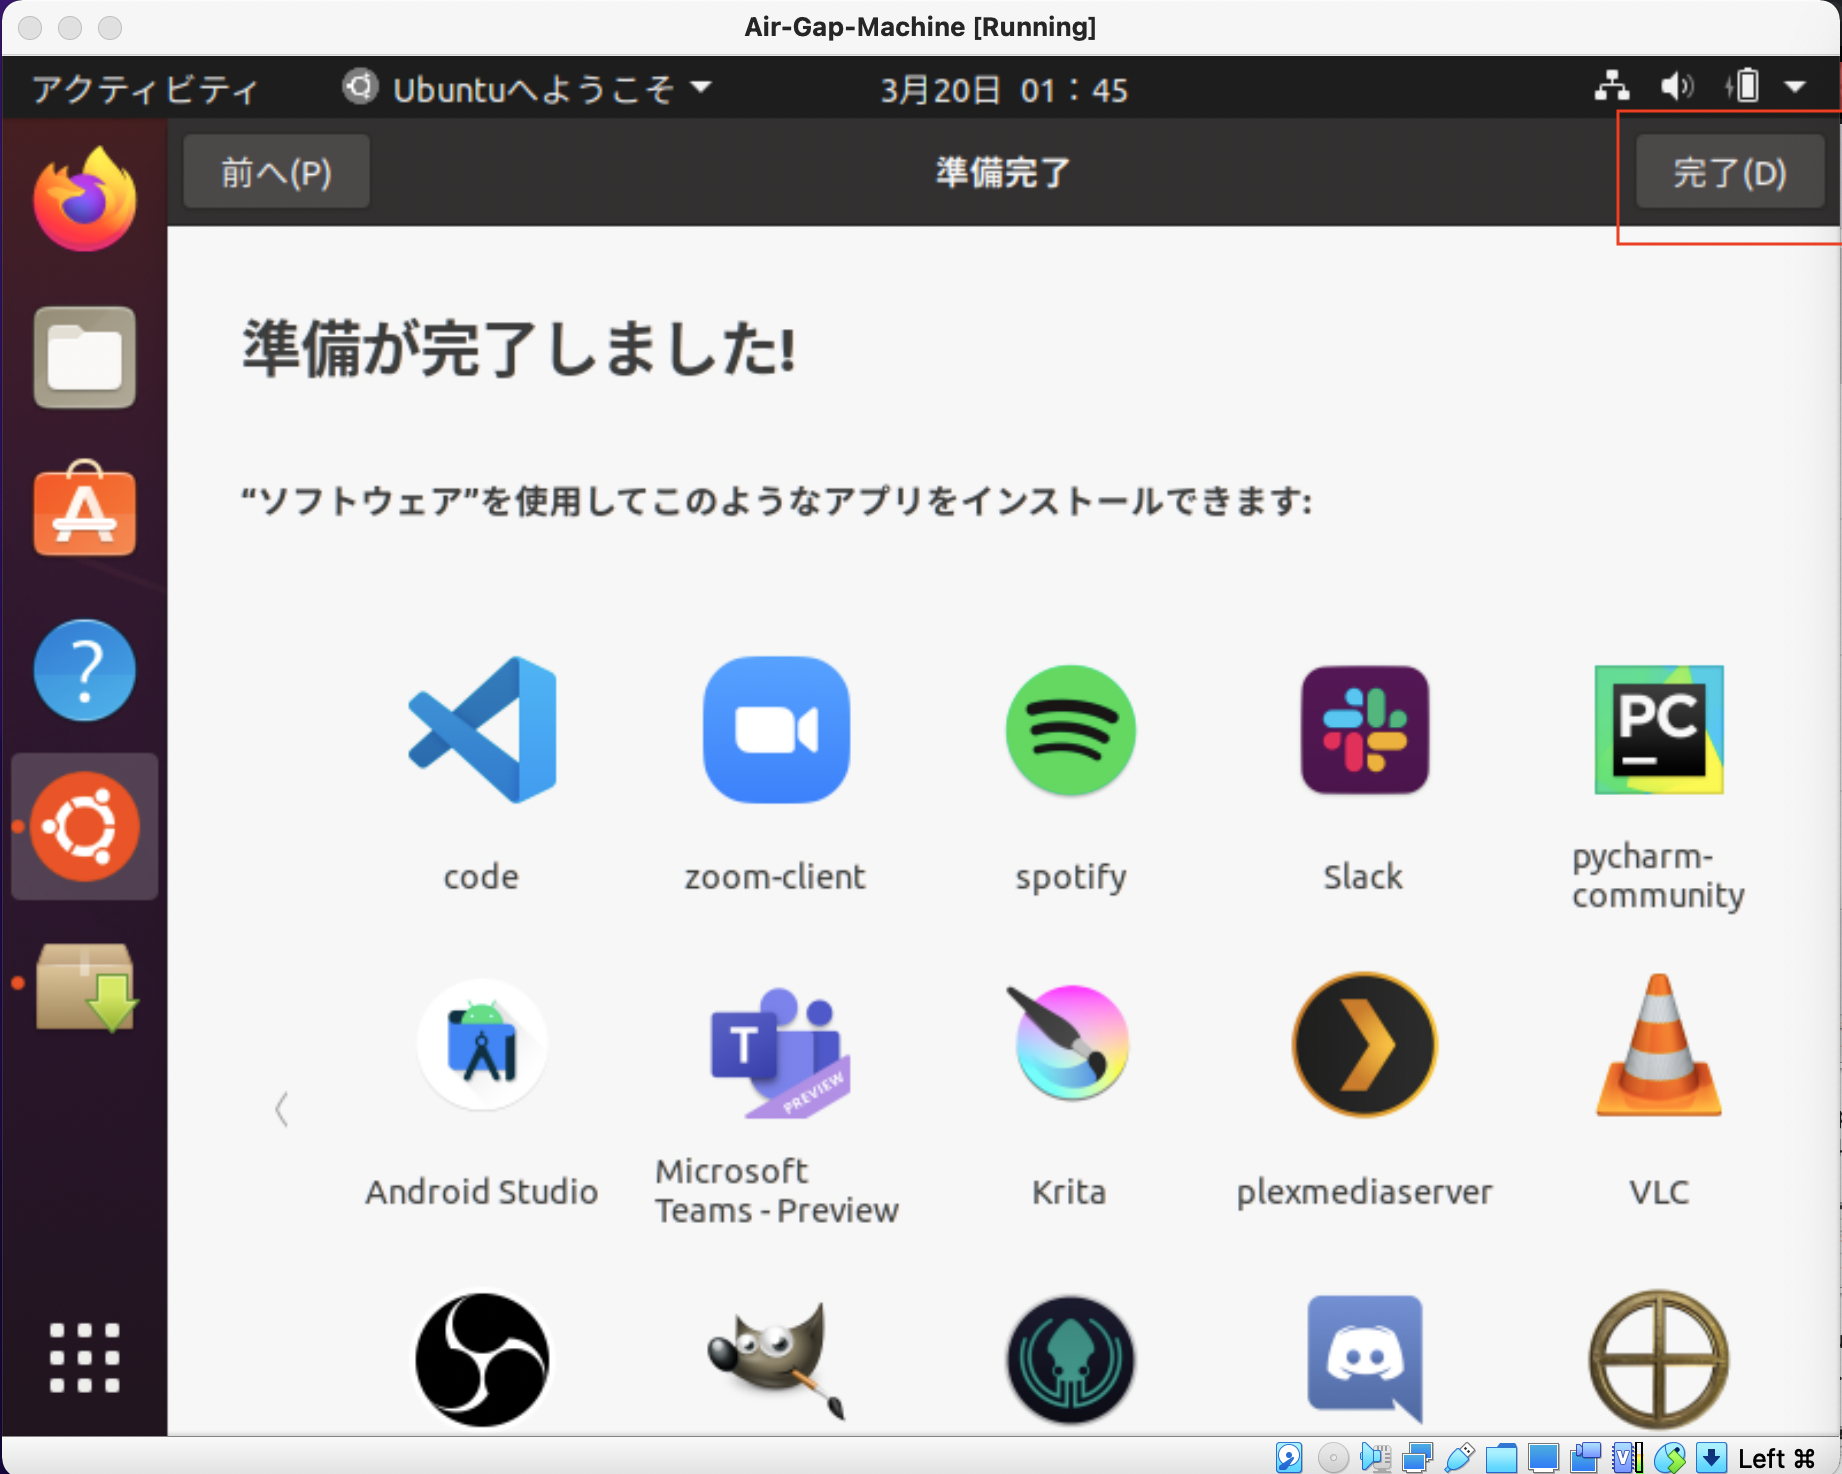 Air-Gap-Machine [Running]
アクティビティ
Ubuntuへようこそ
3月20日 01：45
前へ(P)
準備完了
完了(D)
準備が完了しました!
“ソフトウェア”を使用してこのようなアプリをインストールできます:
PC
code
zoom-client
spotify
Slack
pycharm-
community
T
PREVIEW
Android Studio
Microsoft
Teams - Preview
Krita
plexmediaserver
VLC
Left ⌘